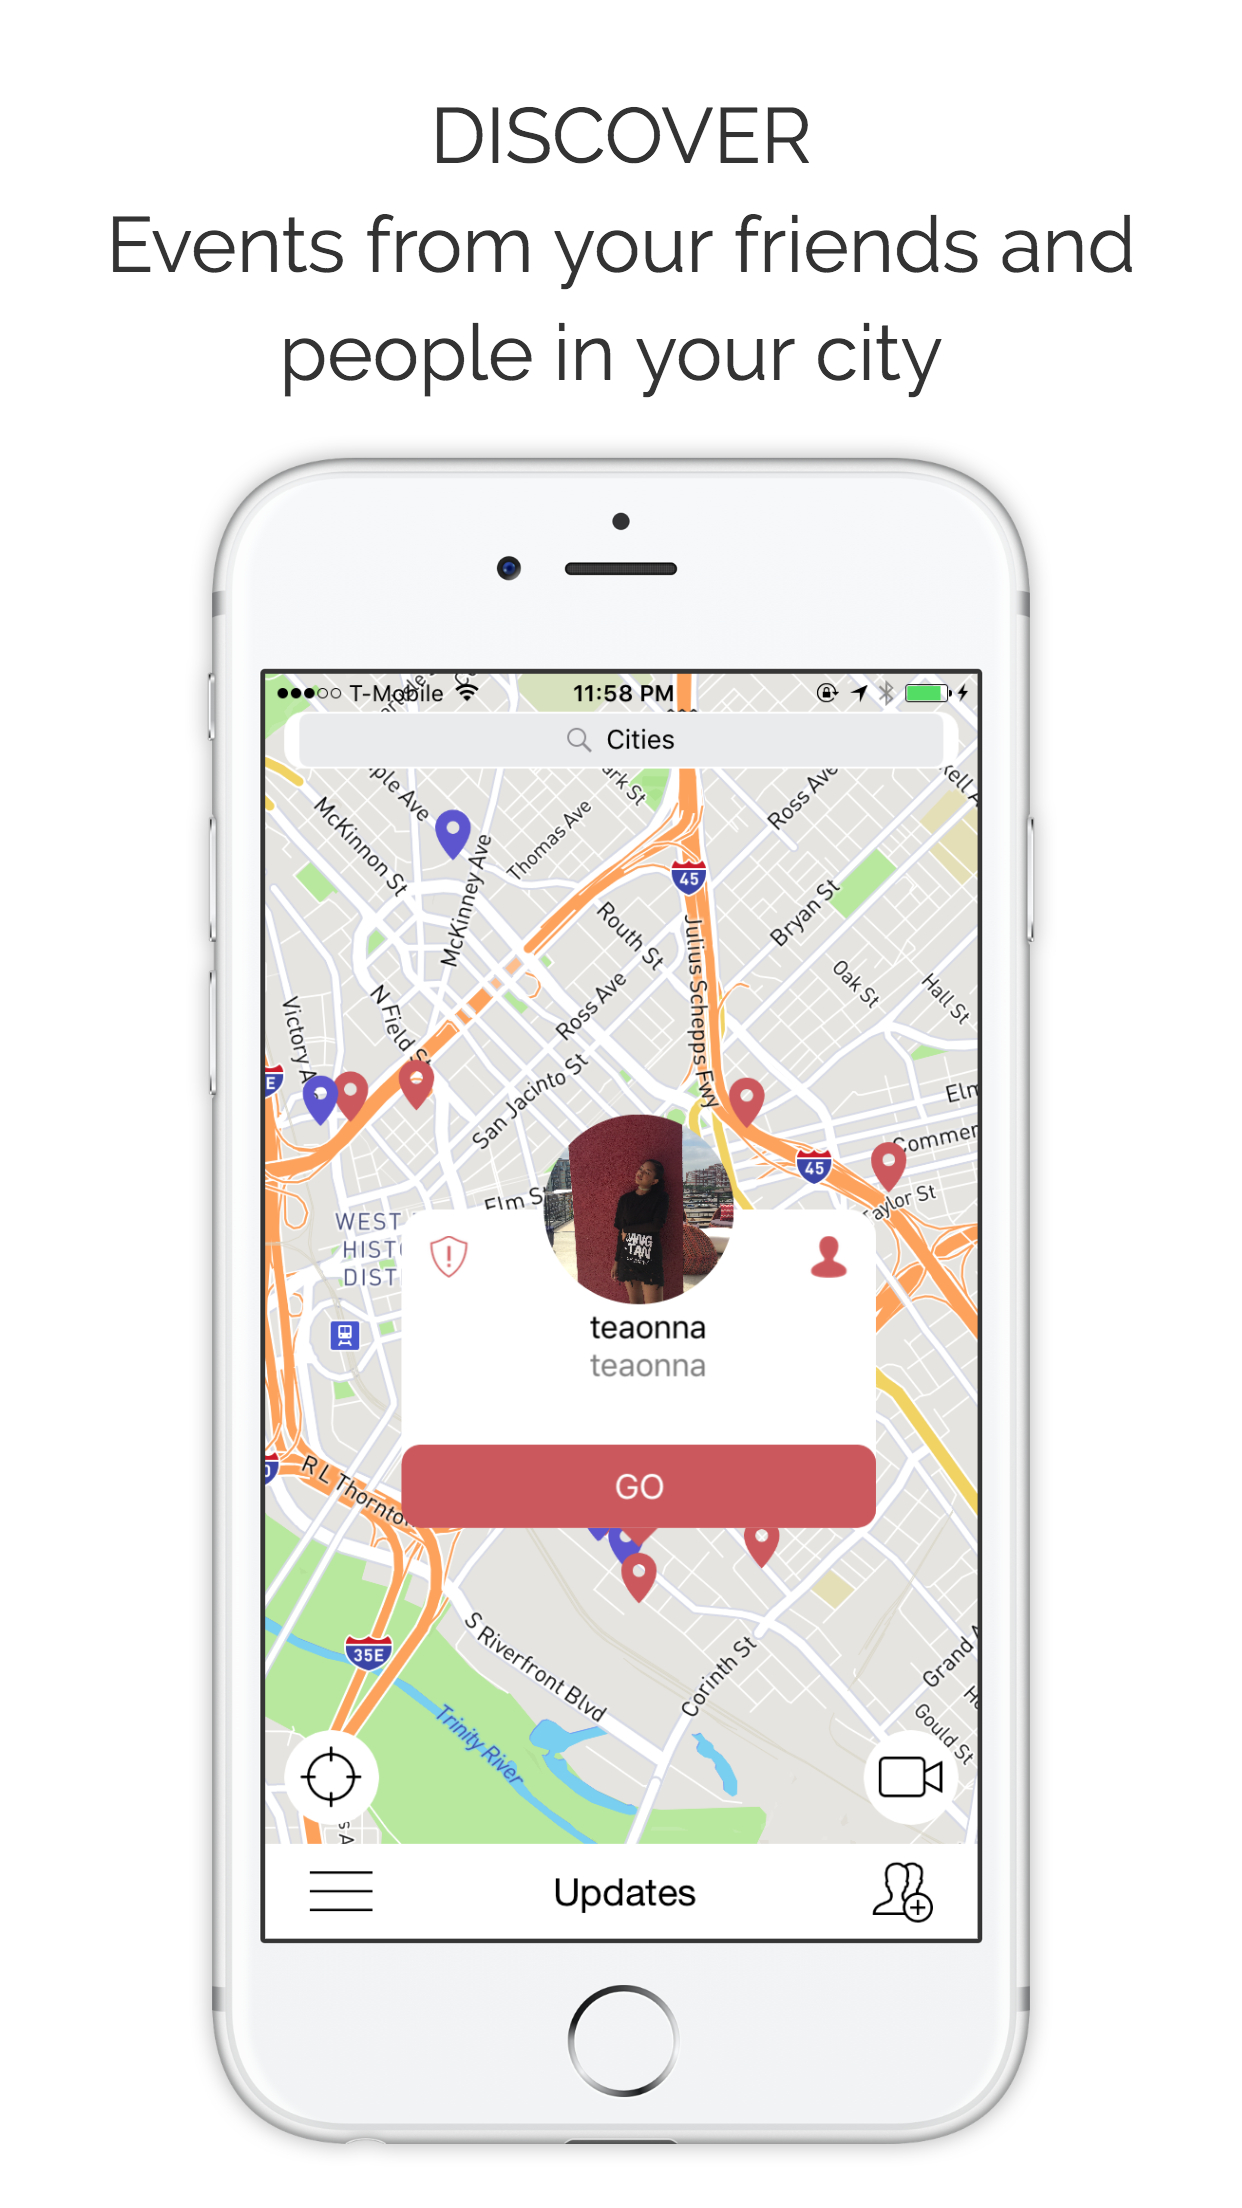 DISCOVER
Events from your friends and
people in your city
T-Mobile
11:58 PM
Cities
McKinnon St
McKinney Ave
Thomas Ave
Ross Ave
45
Routh St
Julius Schepps Fwy
Bryan St
Oak St
Hall St
Victory A
N Field St
Ross Ave
San Jacinto St
E
Elm
Commer
45
Taylor St
Elm S
WEST
HIST
DIST
teaonna
teaonna
GO
R L Thornto
35E
S Riverfront Blvd
Trinity River
Corinth St
Grand A
Gould St
s A
Updates